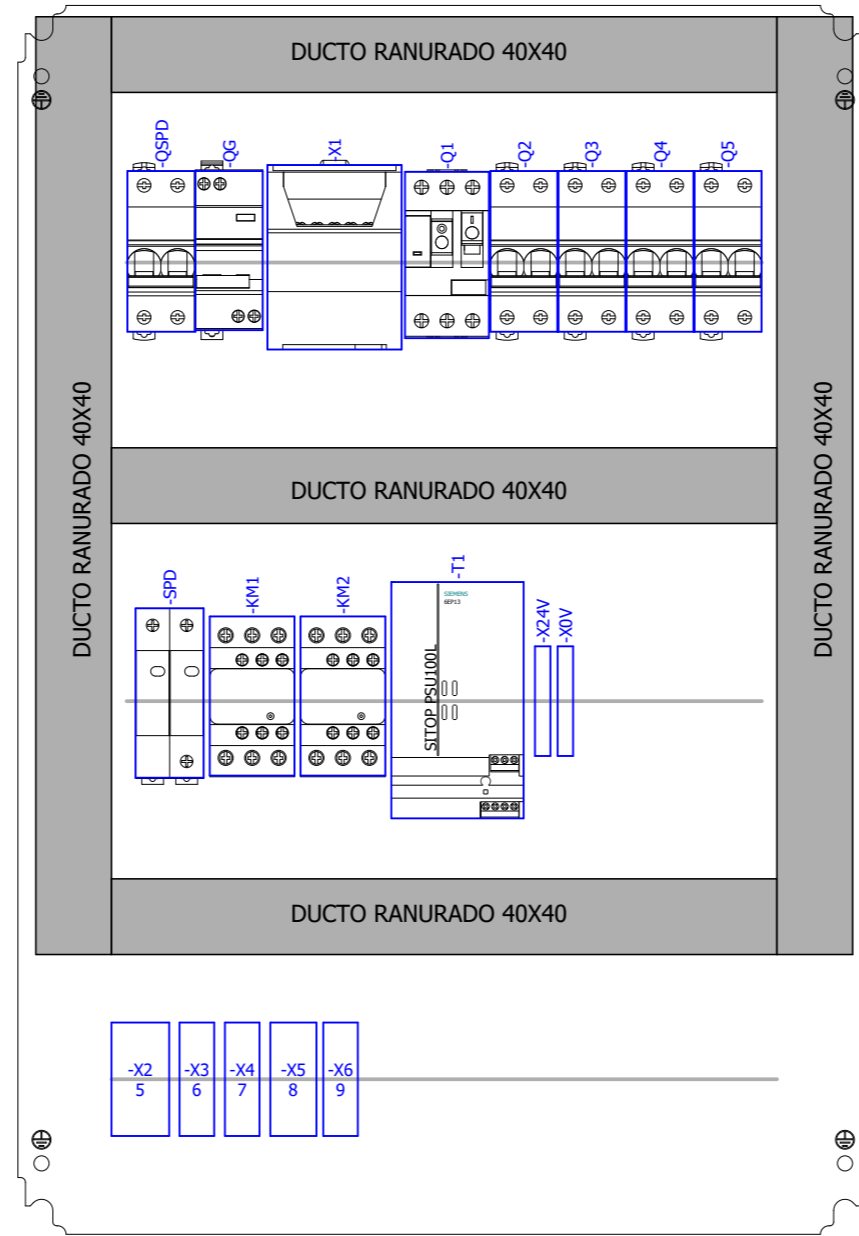 DUCTO RANURADO 40X40
-QSPD
-QG
-X1
-Q1
-Q2
-Q3
-Q4
-Q5
DUCTO RANURADO 40X40
DUCTO RANURADO 40X40
DUCTO RANURADO 40X40
-SPD
-KM1
-KM2
-T1
SIEMENS
6EP13
SITOP PSU100L
-X24V
-X0V
DUCTO RANURADO 40X40
-X2
5
-X3
6
-X4
7
-X5
8
-X6
9